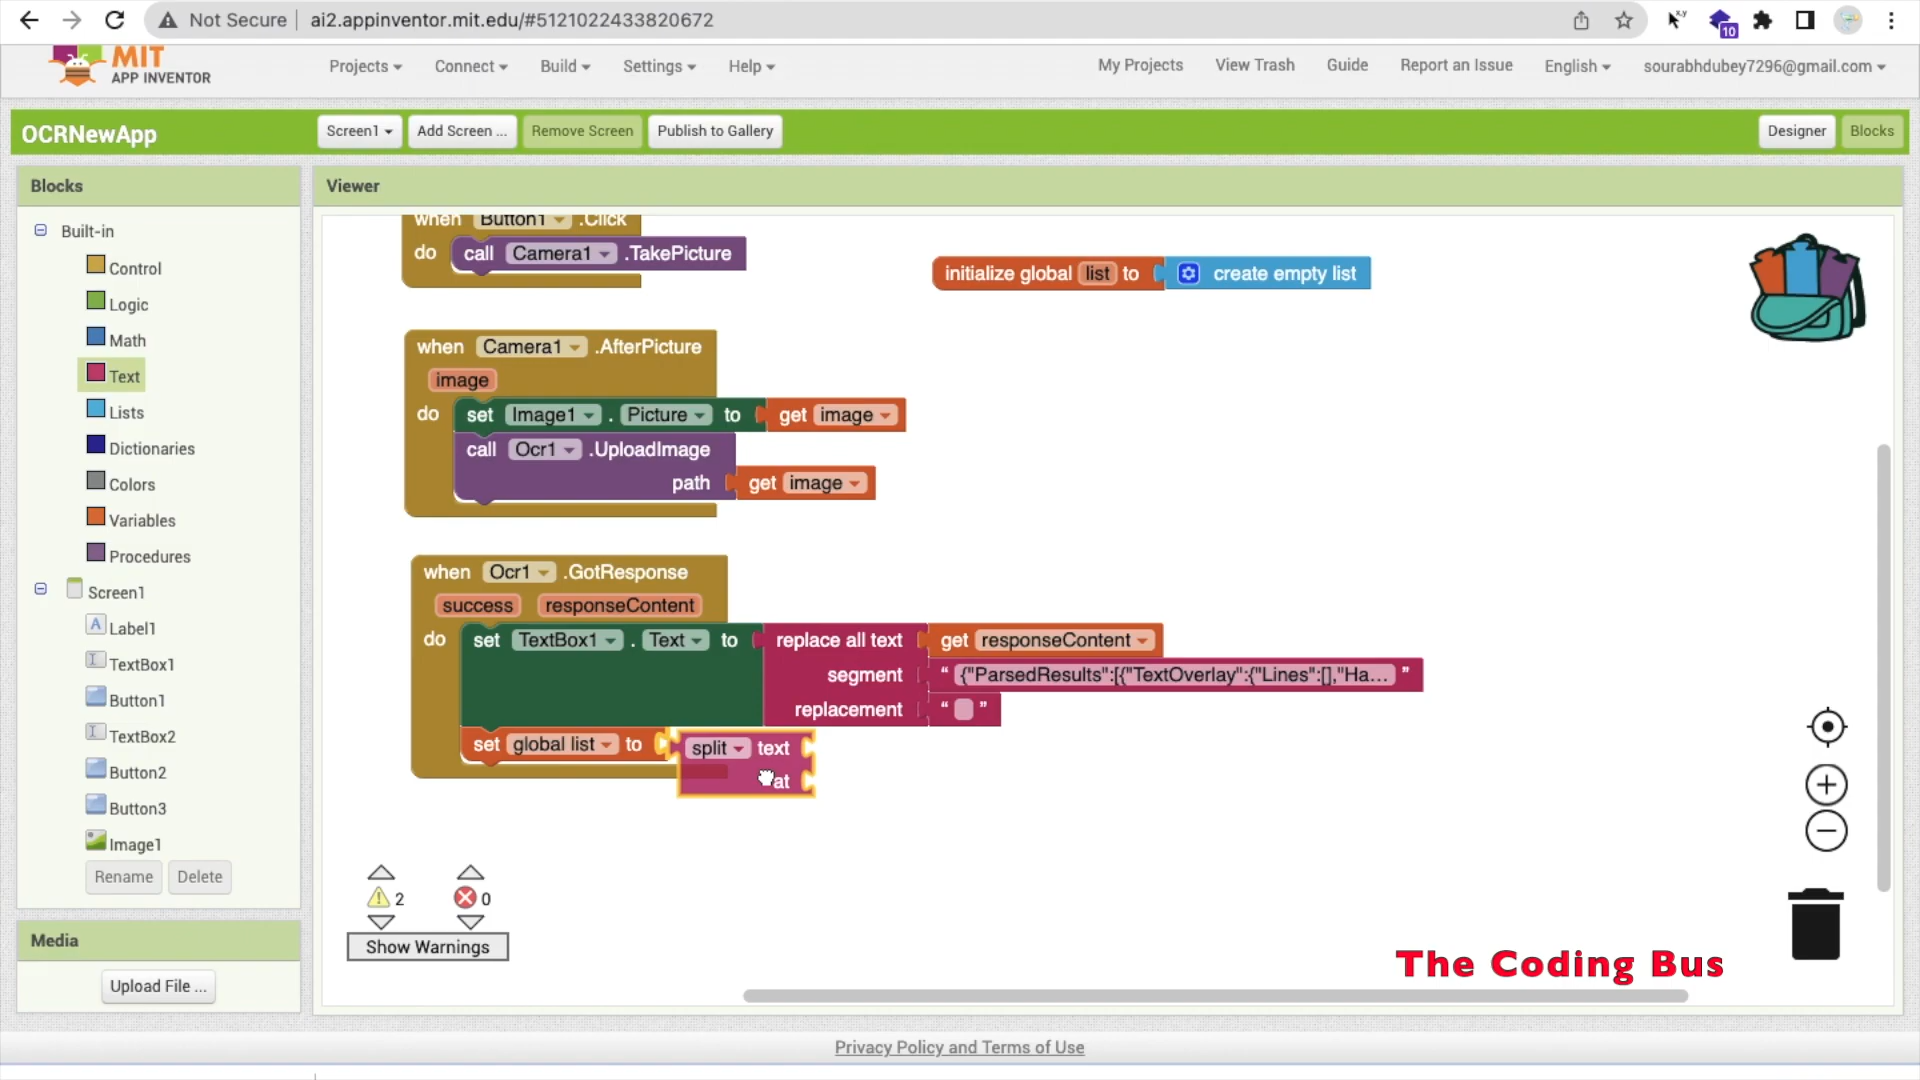 Not Secure
ai2.appinventor.mit.edu/#5121022433820672
10
MIT
APP INVENTOR
Projects
Connect
Build
Settings
Help
My Projects
View Trash
Guide
Report an Issue
English
sourabhdubey7296@gmail.com
OCRNewApp
Screen1
Add Screen ...
Remove Screen
Publish to Gallery
Designer
Blocks
Blocks
Built-in
Control
Logic
Math
Text
Lists
Dictionaries
Colors
Variables
Procedures
Screen1
Label1
TextBox1
Button1
TextBox2
Button2
Button3
Image1
Rename
Delete
Media
Upload File ...
Viewer
when Button1 .Click
do call Camera1 .TakePicture
initialize global list to create empty list
when Camera1 .AfterPicture
image
do set Image1 . Picture to get image
call Ocr1 .UploadImage
path get image
when Ocr1 .GotResponse
success responseContent
do set TextBox1 . Text to replace all text get responseContent
segment “ {"ParsedResults":[{"TextOverlay":{"Lines":[],"Ha... ”
replacement “ ”
set global list to split text
at
2
0
Show Warnings
The Coding Bus
Privacy Policy and Terms of Use